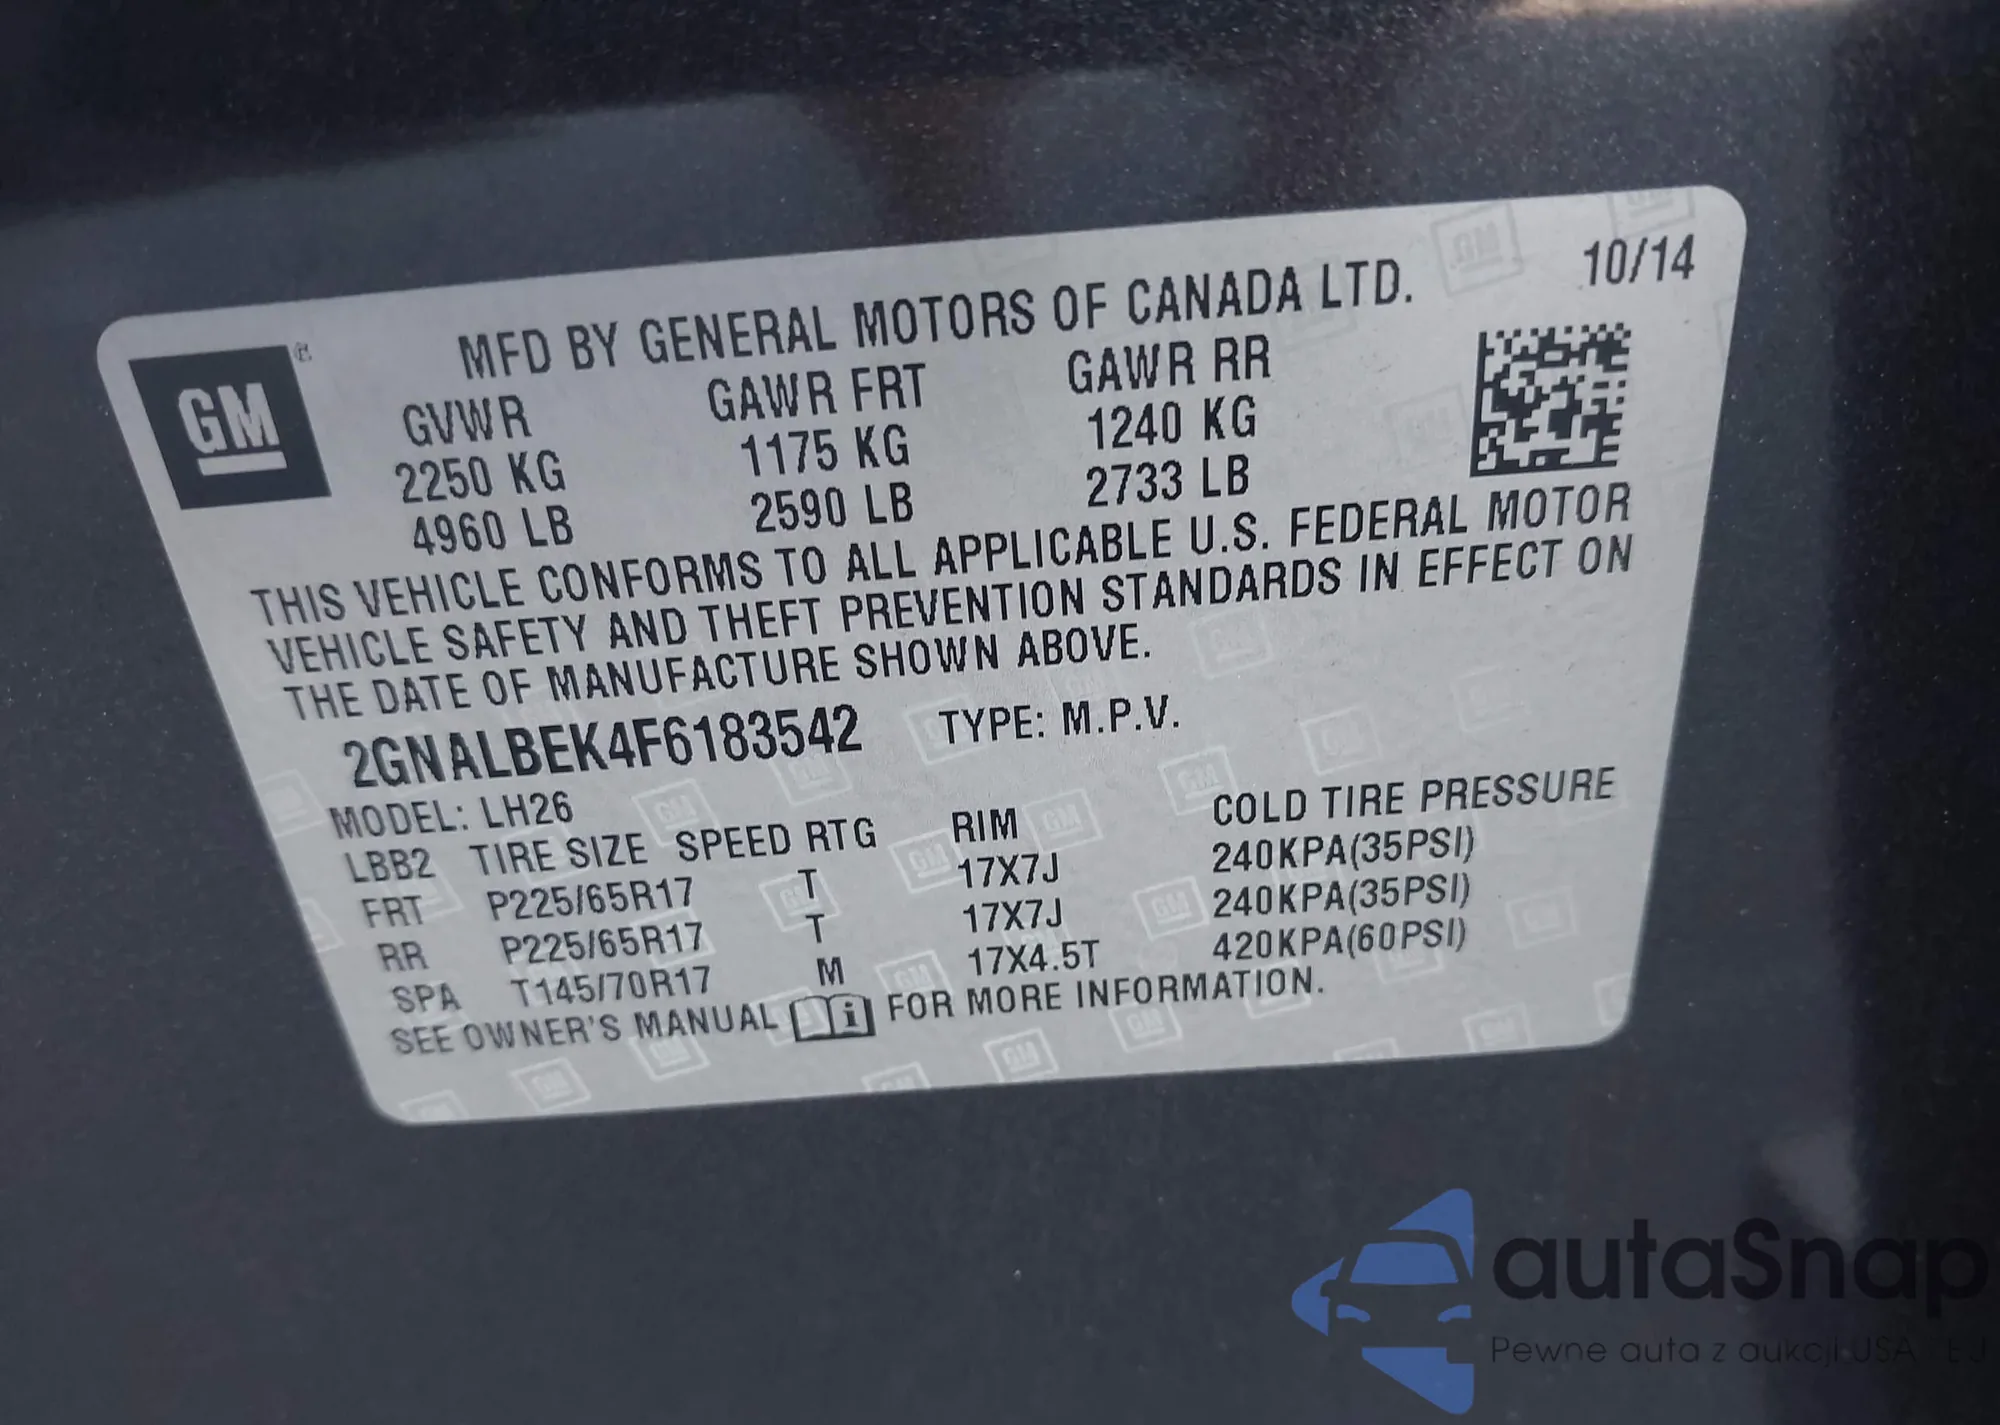 10/14
GM
MFD BY GENERAL MOTORS OF CANADA LTD.
GVWR GAWR FRT GAWR RR
2250 KG 1175 KG 1240 KG
4960 LB 2590 LB 2733 LB
THIS VEHICLE CONFORMS TO ALL APPLICABLE U.S. FEDERAL MOTOR
VEHICLE SAFETY AND THEFT PREVENTION STANDARDS IN EFFECT ON
THE DATE OF MANUFACTURE SHOWN ABOVE.
2GNALBEK4F6183542 TYPE: M.P.V.
MODEL: LH26
LBB2 TIRE SIZE SPEED RTG RIM COLD TIRE PRESSURE
FRT P225/65R17 T 17X7J 240KPA(35PSI)
RR P225/65R17 T 17X7J 240KPA(35PSI)
SPA T145/70R17 M 17X4.5T 420KPA(60PSI)
SEE OWNER'S MANUAL FOR MORE INFORMATION.
autaSnap
Pewne auta z aukcji USA